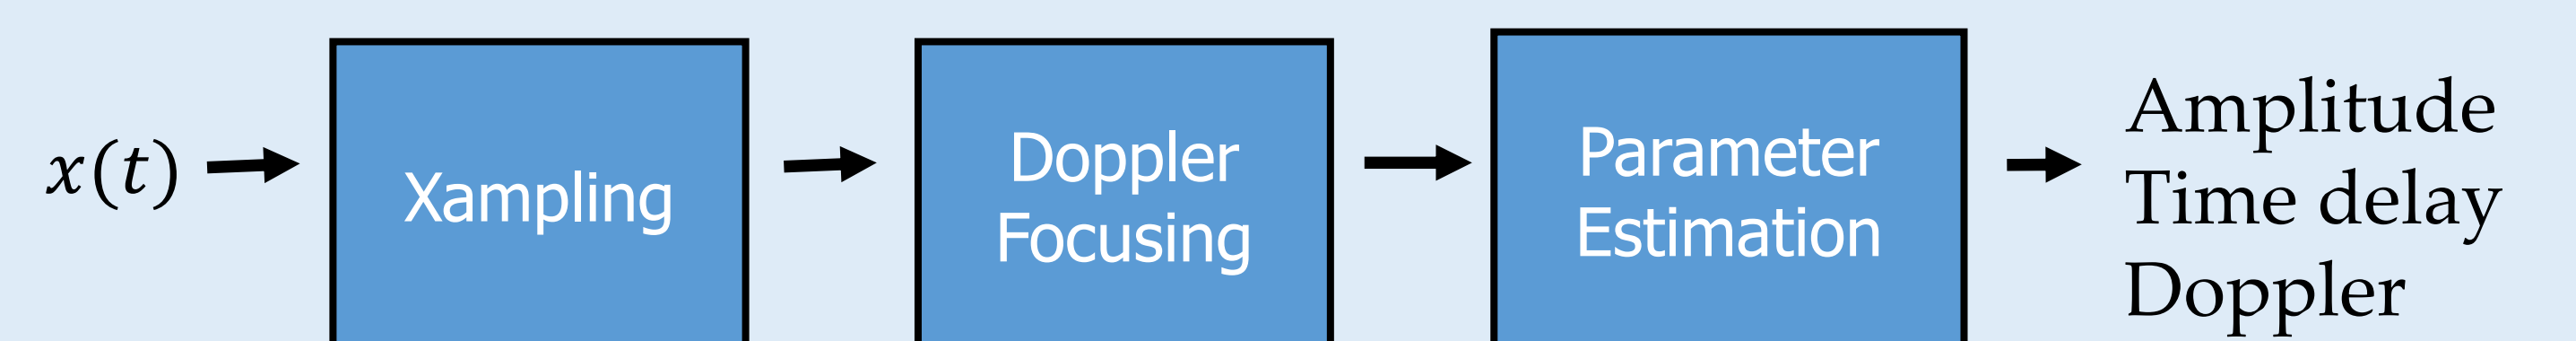 x(t)
Xampling
Doppler
Focusing
Parameter
Estimation
Amplitude
Time delay
Doppler